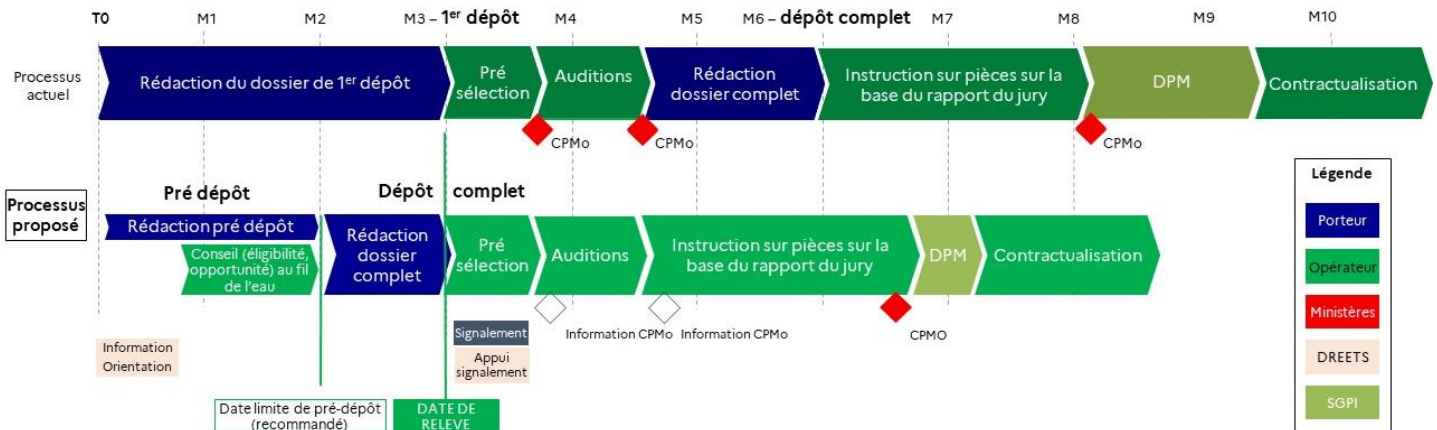 T0 M1 M2 M3 – 1er dépôt M4 M5 M6 – dépôt complet M7 M8 M9 M10
Processus
actuel
Rédaction du dossier de 1er dépôt
Pré
sélection
Auditions
Rédaction
dossier complet
Instruction sur pièces sur la
base du rapport du jury
DPM
Contractualisation
CPMo
CPMo
CPMo
Processus
proposé
Pré dépôt
Dépôt complet
Rédaction pré dépôt
Conseil (éligibilité,
opportunité) au fil
de l'eau
Rédaction
dossier
complet
Pré
sélection
Auditions
Instruction sur pièces sur la
base du rapport du jury
DPM
Contractualisation
Information CPMo
Information CPMo
CPMO
Signalement
Appui
signalement
Information
Orientation
Date limite de pré-dépôt
(recommandé)
DATE DE
RELEVE
Légende
Porteur
Opérateur
Ministères
DREETS
SGPI